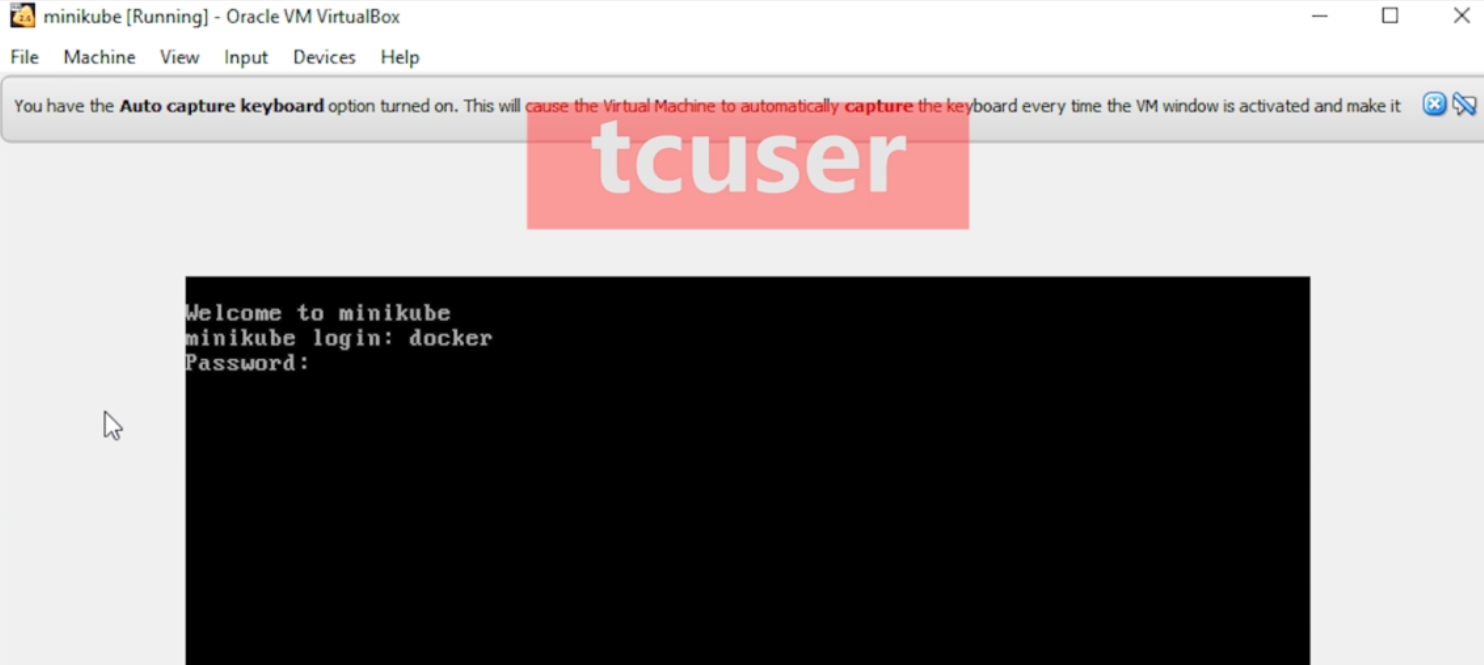 minikube [Running] - Oracle VM VirtualBox
File Machine View Input Devices Help
You have the Auto capture keyboard option turned on. This will cause the Virtual Machine to automatically capture the keyboard every time the VM window is activated and make it
tcuser
Welcome to minikube
minikube login: docker
Password: